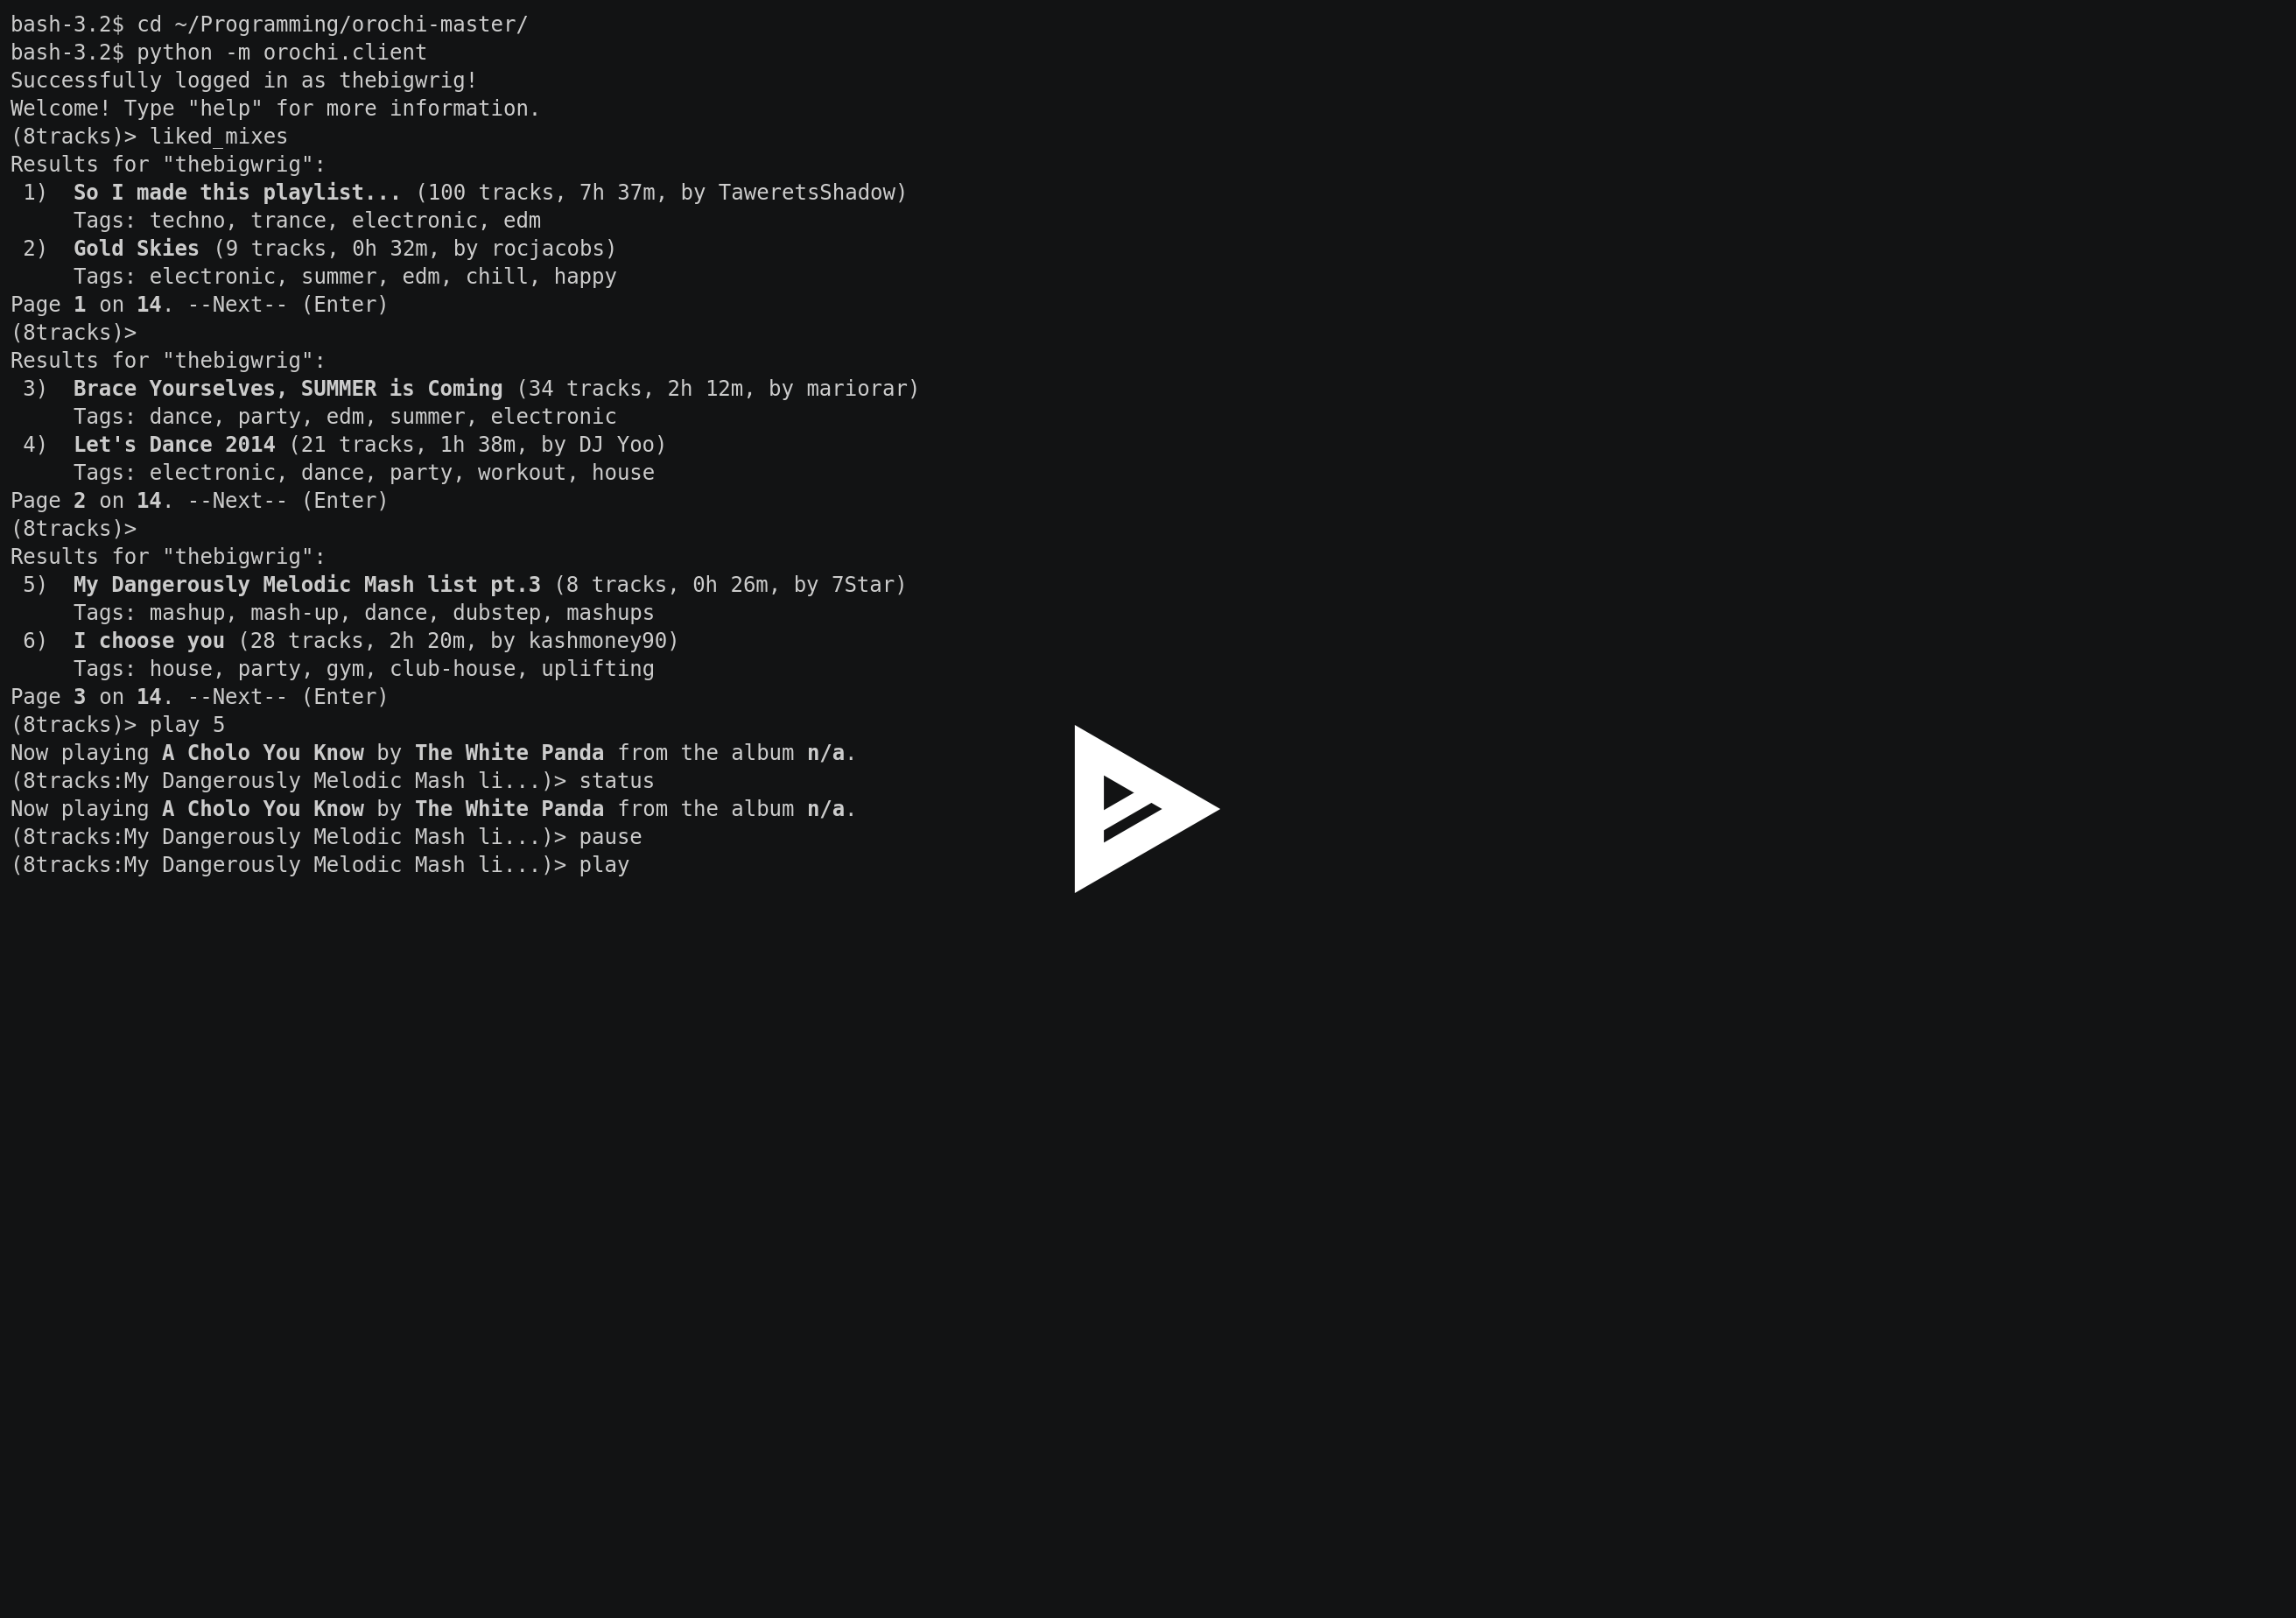 bash-3.2$ cd ~/Programming/orochi-master/
bash-3.2$ python -m orochi.client
Successfully logged in as thebigwrig!
Welcome! Type "help" for more information.
(8tracks)> liked_mixes
Results for "thebigwrig":
 1)  So I made this playlist... (100 tracks, 7h 37m, by TaweretsShadow)
     Tags: techno, trance, electronic, edm
 2)  Gold Skies (9 tracks, 0h 32m, by rocjacobs)
     Tags: electronic, summer, edm, chill, happy
Page 1 on 14. --Next-- (Enter)
(8tracks)>
Results for "thebigwrig":
 3)  Brace Yourselves, SUMMER is Coming (34 tracks, 2h 12m, by mariorar)
     Tags: dance, party, edm, summer, electronic
 4)  Let's Dance 2014 (21 tracks, 1h 38m, by DJ Yoo)
     Tags: electronic, dance, party, workout, house
Page 2 on 14. --Next-- (Enter)
(8tracks)>
Results for "thebigwrig":
 5)  My Dangerously Melodic Mash list pt.3 (8 tracks, 0h 26m, by 7Star)
     Tags: mashup, mash-up, dance, dubstep, mashups
 6)  I choose you (28 tracks, 2h 20m, by kashmoney90)
     Tags: house, party, gym, club-house, uplifting
Page 3 on 14. --Next-- (Enter)
(8tracks)> play 5
Now playing A Cholo You Know by The White Panda from the album n/a.
(8tracks:My Dangerously Melodic Mash li...)> status
Now playing A Cholo You Know by The White Panda from the album n/a.
(8tracks:My Dangerously Melodic Mash li...)> pause
(8tracks:My Dangerously Melodic Mash li...)> play